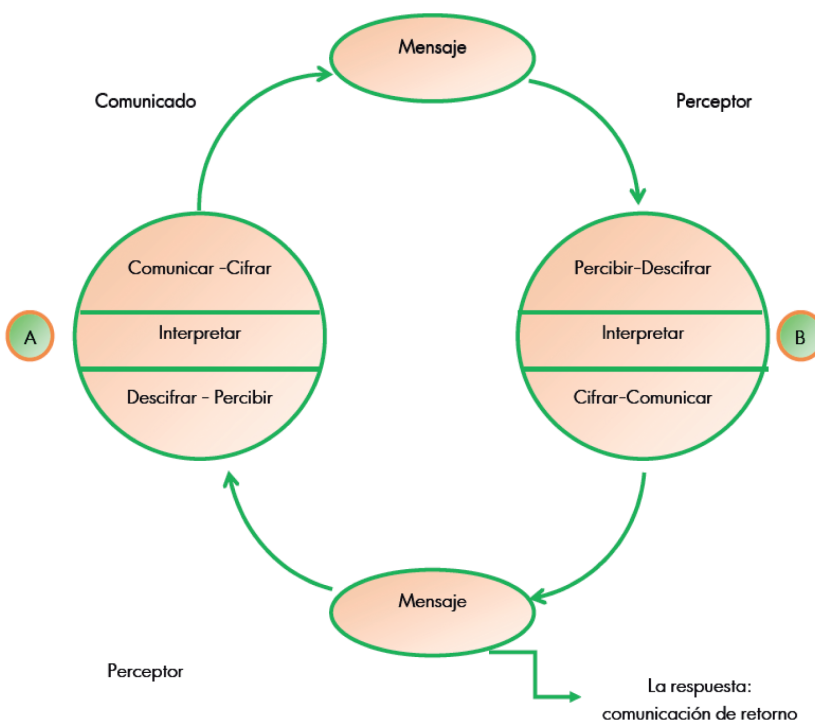 Mensaje
Comunicado
Perceptor
Comunicar -Cifrar
Percibir-Descifrar
A
Interpretar
Interpretar
B
Descifrar - Percibir
Cifrar-Comunicar
Mensaje
Perceptor
La respuesta:
comunicación de retorno